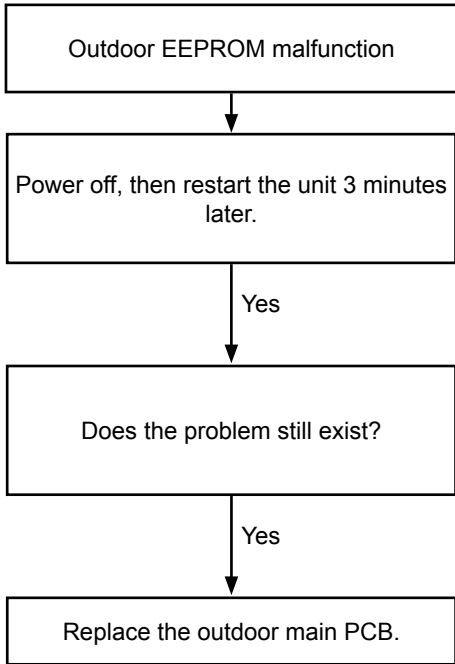 Outdoor EEPROM malfunction
Power off, then restart the unit 3 minutes
later.
Yes
Does the problem still exist?
Yes
Replace the outdoor main PCB.